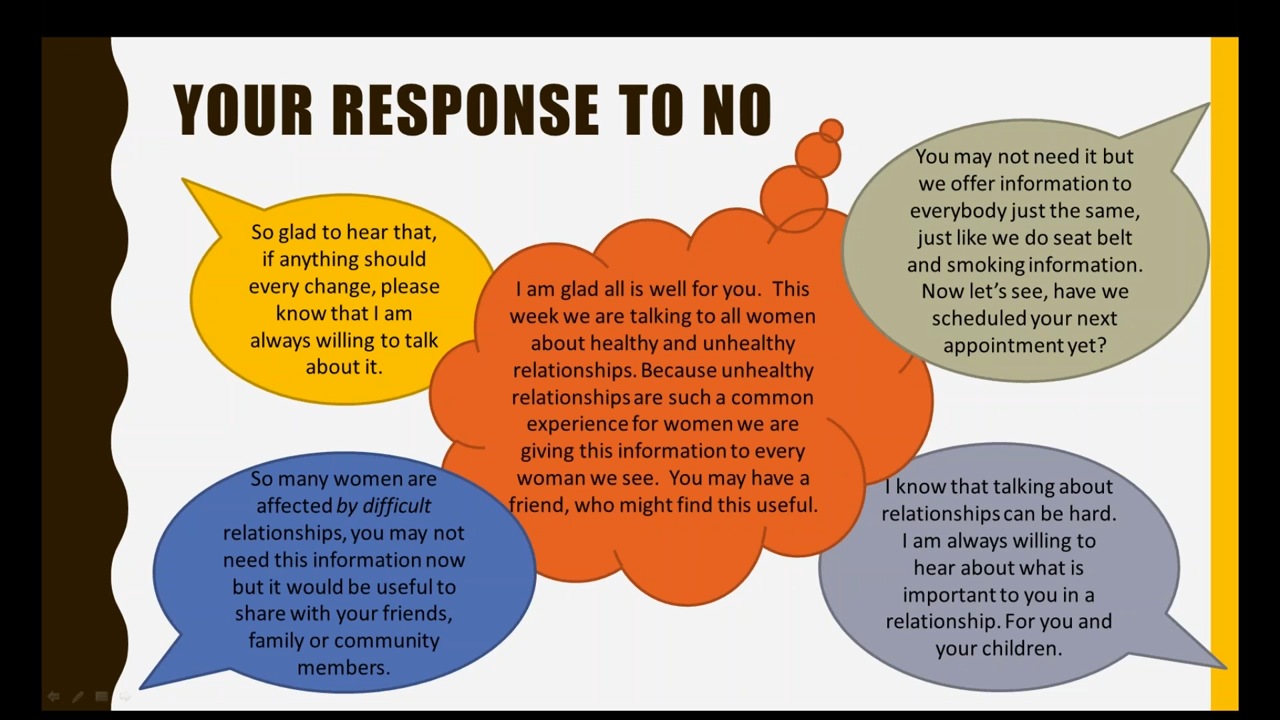 YOUR RESPONSE TO NO
So glad to hear that,
if anything should
every change, please
know that I am
always willing to talk
about it.
I am glad all is well for you. This
week we are talking to all women
about healthy and unhealthy
relationships. Because unhealthy
relationships are such a common
experience for women we are
giving this information to every
woman we see. You may have a
friend, who might find this useful.
You may not need it but
we offer information to
everybody just the same,
just like we do seat belt
and smoking information.
Now let’s see, have we
scheduled your next
appointment yet?
So many women are
affected by difficult
relationships, you may not
need this information now
but it would be useful to
share with your friends,
family or community
members.
I know that talking about
relationships can be hard.
I am always willing to
hear about what is
important to you in a
relationship. For you and
your children.